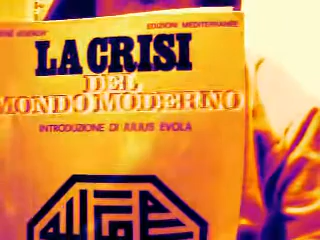 EDIZIONI MEDITERRANEE
LA CRISI
DEL
MONDO MODERNO
INTRODUZIONE DI JULIUS EVOLA